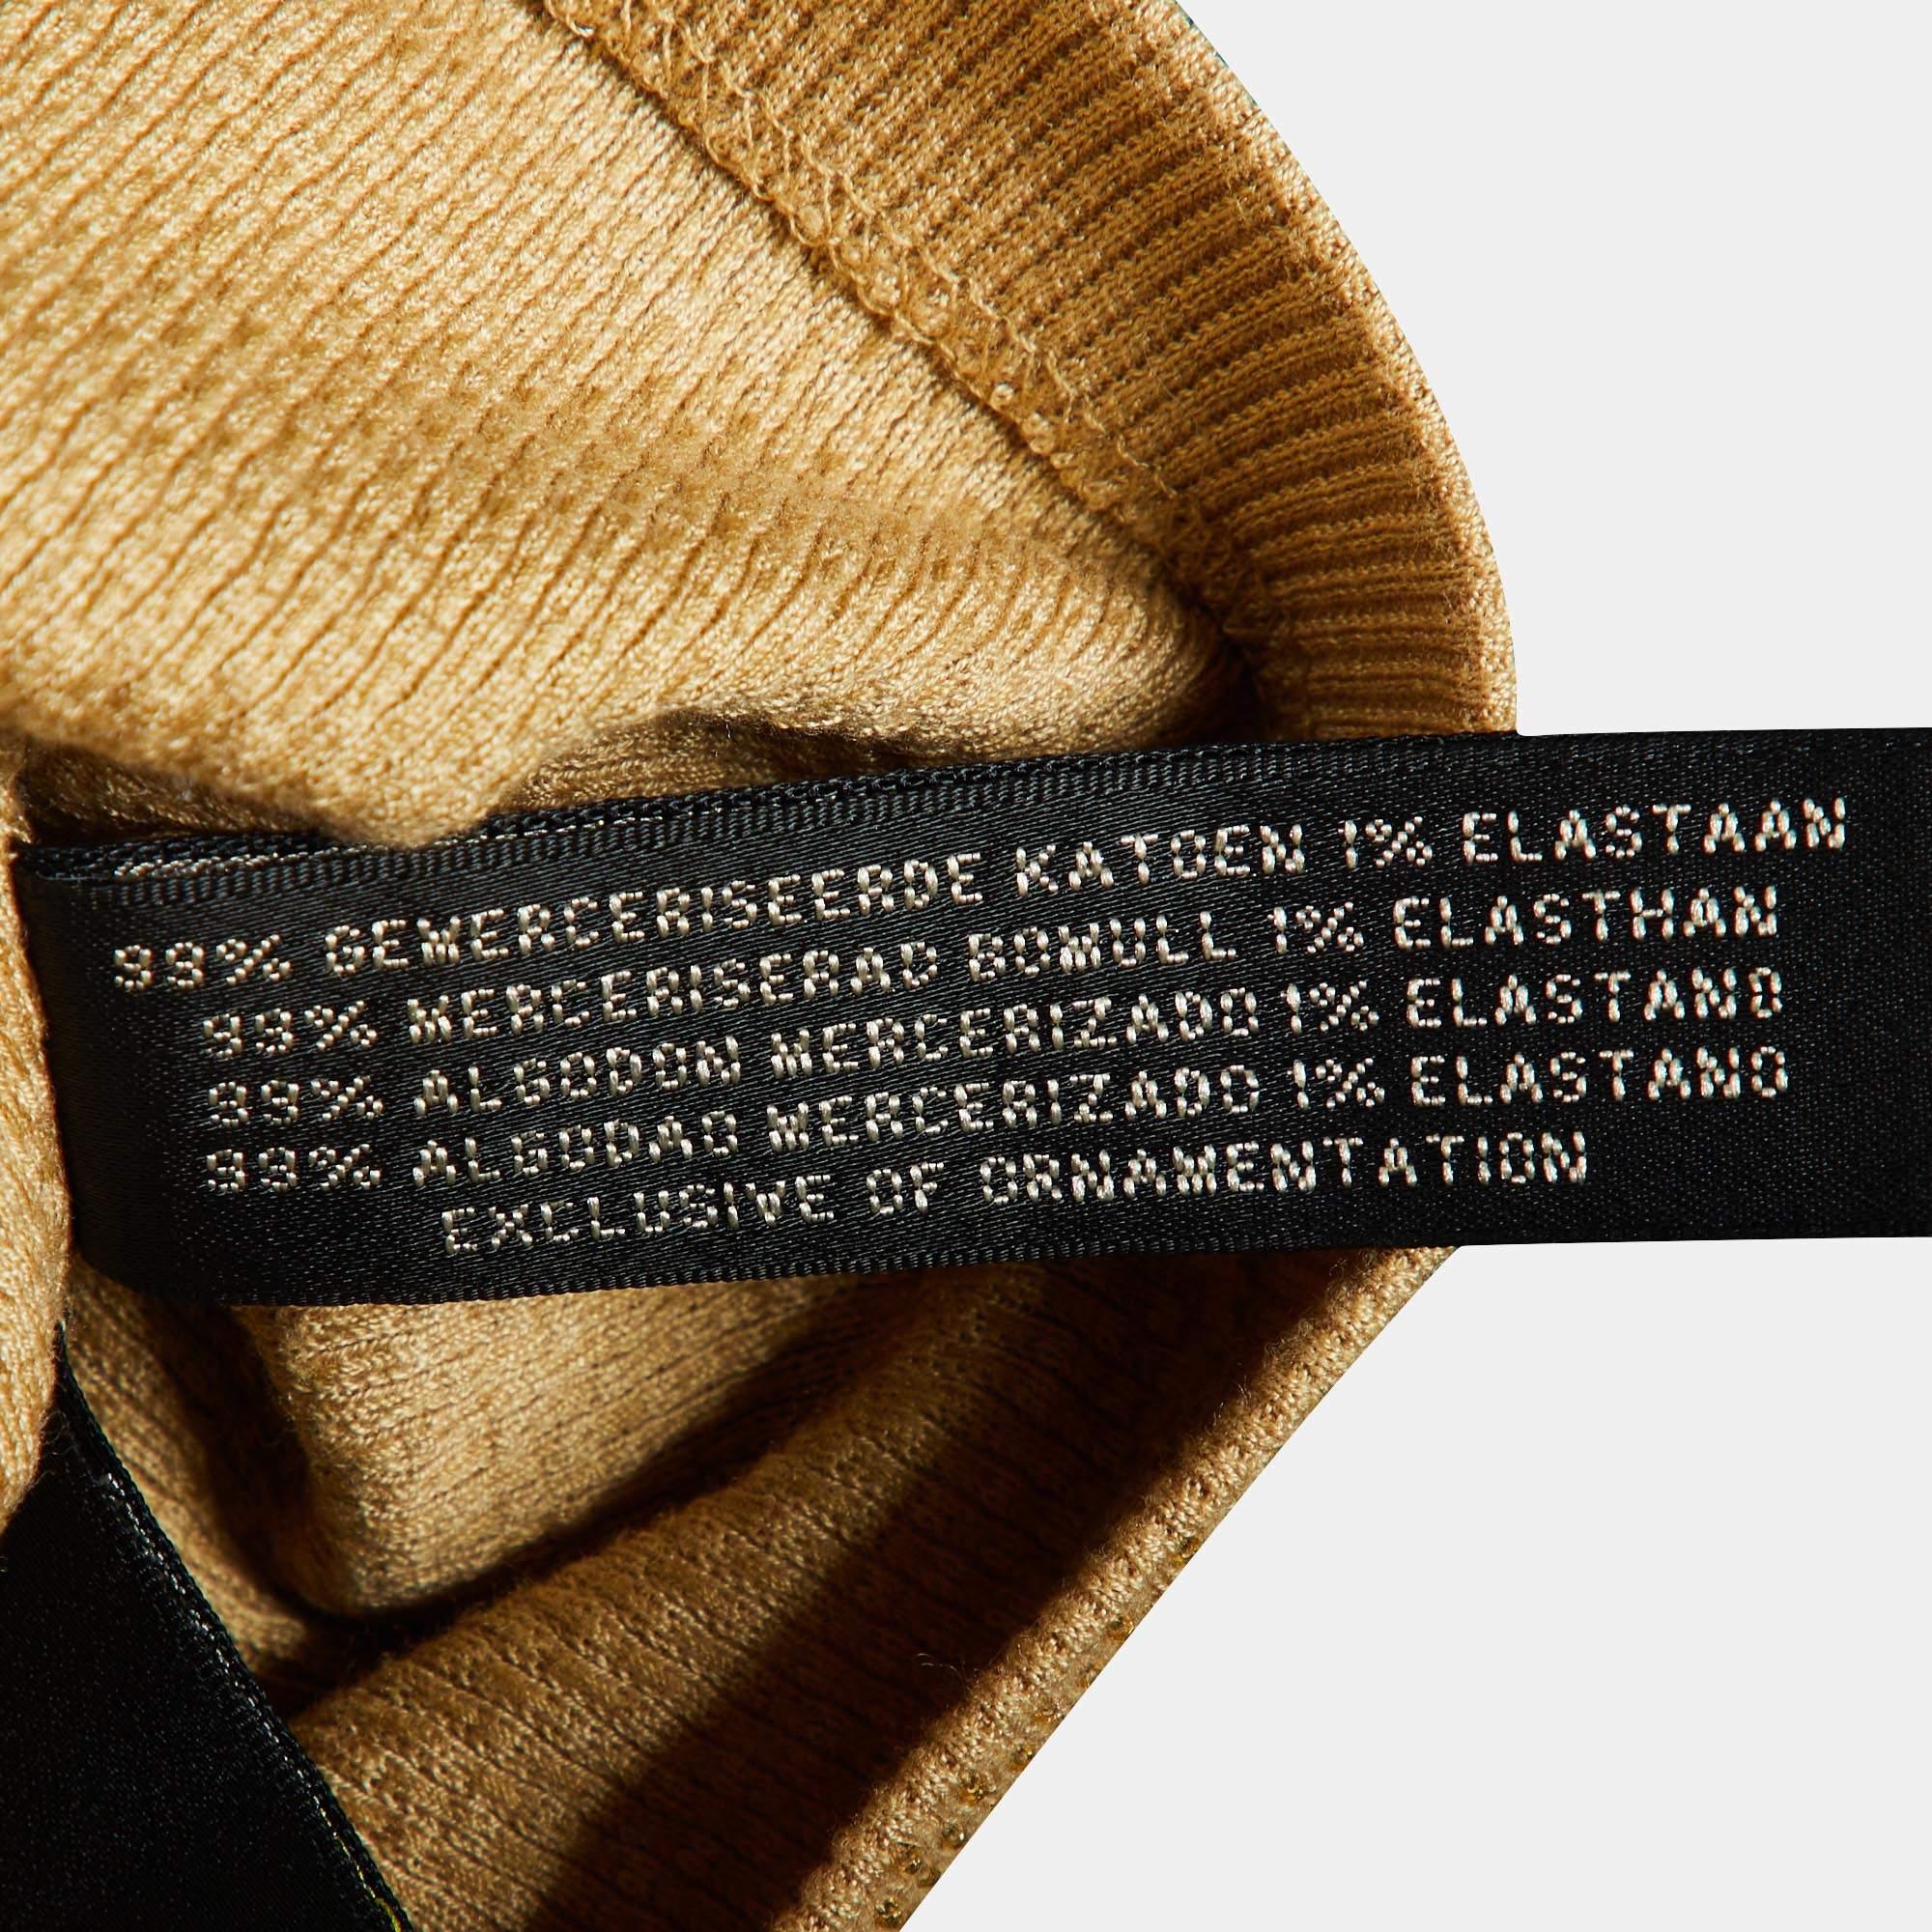 99% GEWERCERISEERDE KATOEN 1% ELASTAAN
99% MERCERISERAD BOMULL 1% ELASTHAN
99% ALGODON MERCERIZADO 1% ELASTANO
99% ALGODAO MERCERIZADO 1% ELASTANO
EXCLUSIVE OF ORNAMENTATION